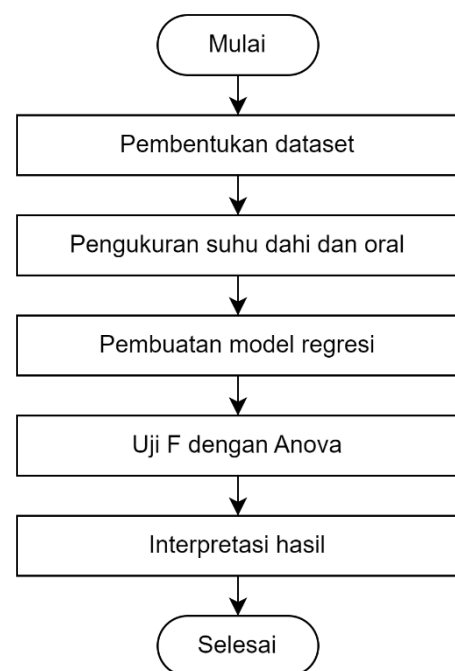 Mulai
Pembentukan dataset
Pengukuran suhu dahi dan oral
Pembuatan model regresi
Uji F dengan Anova
Interpretasi hasil
Selesai